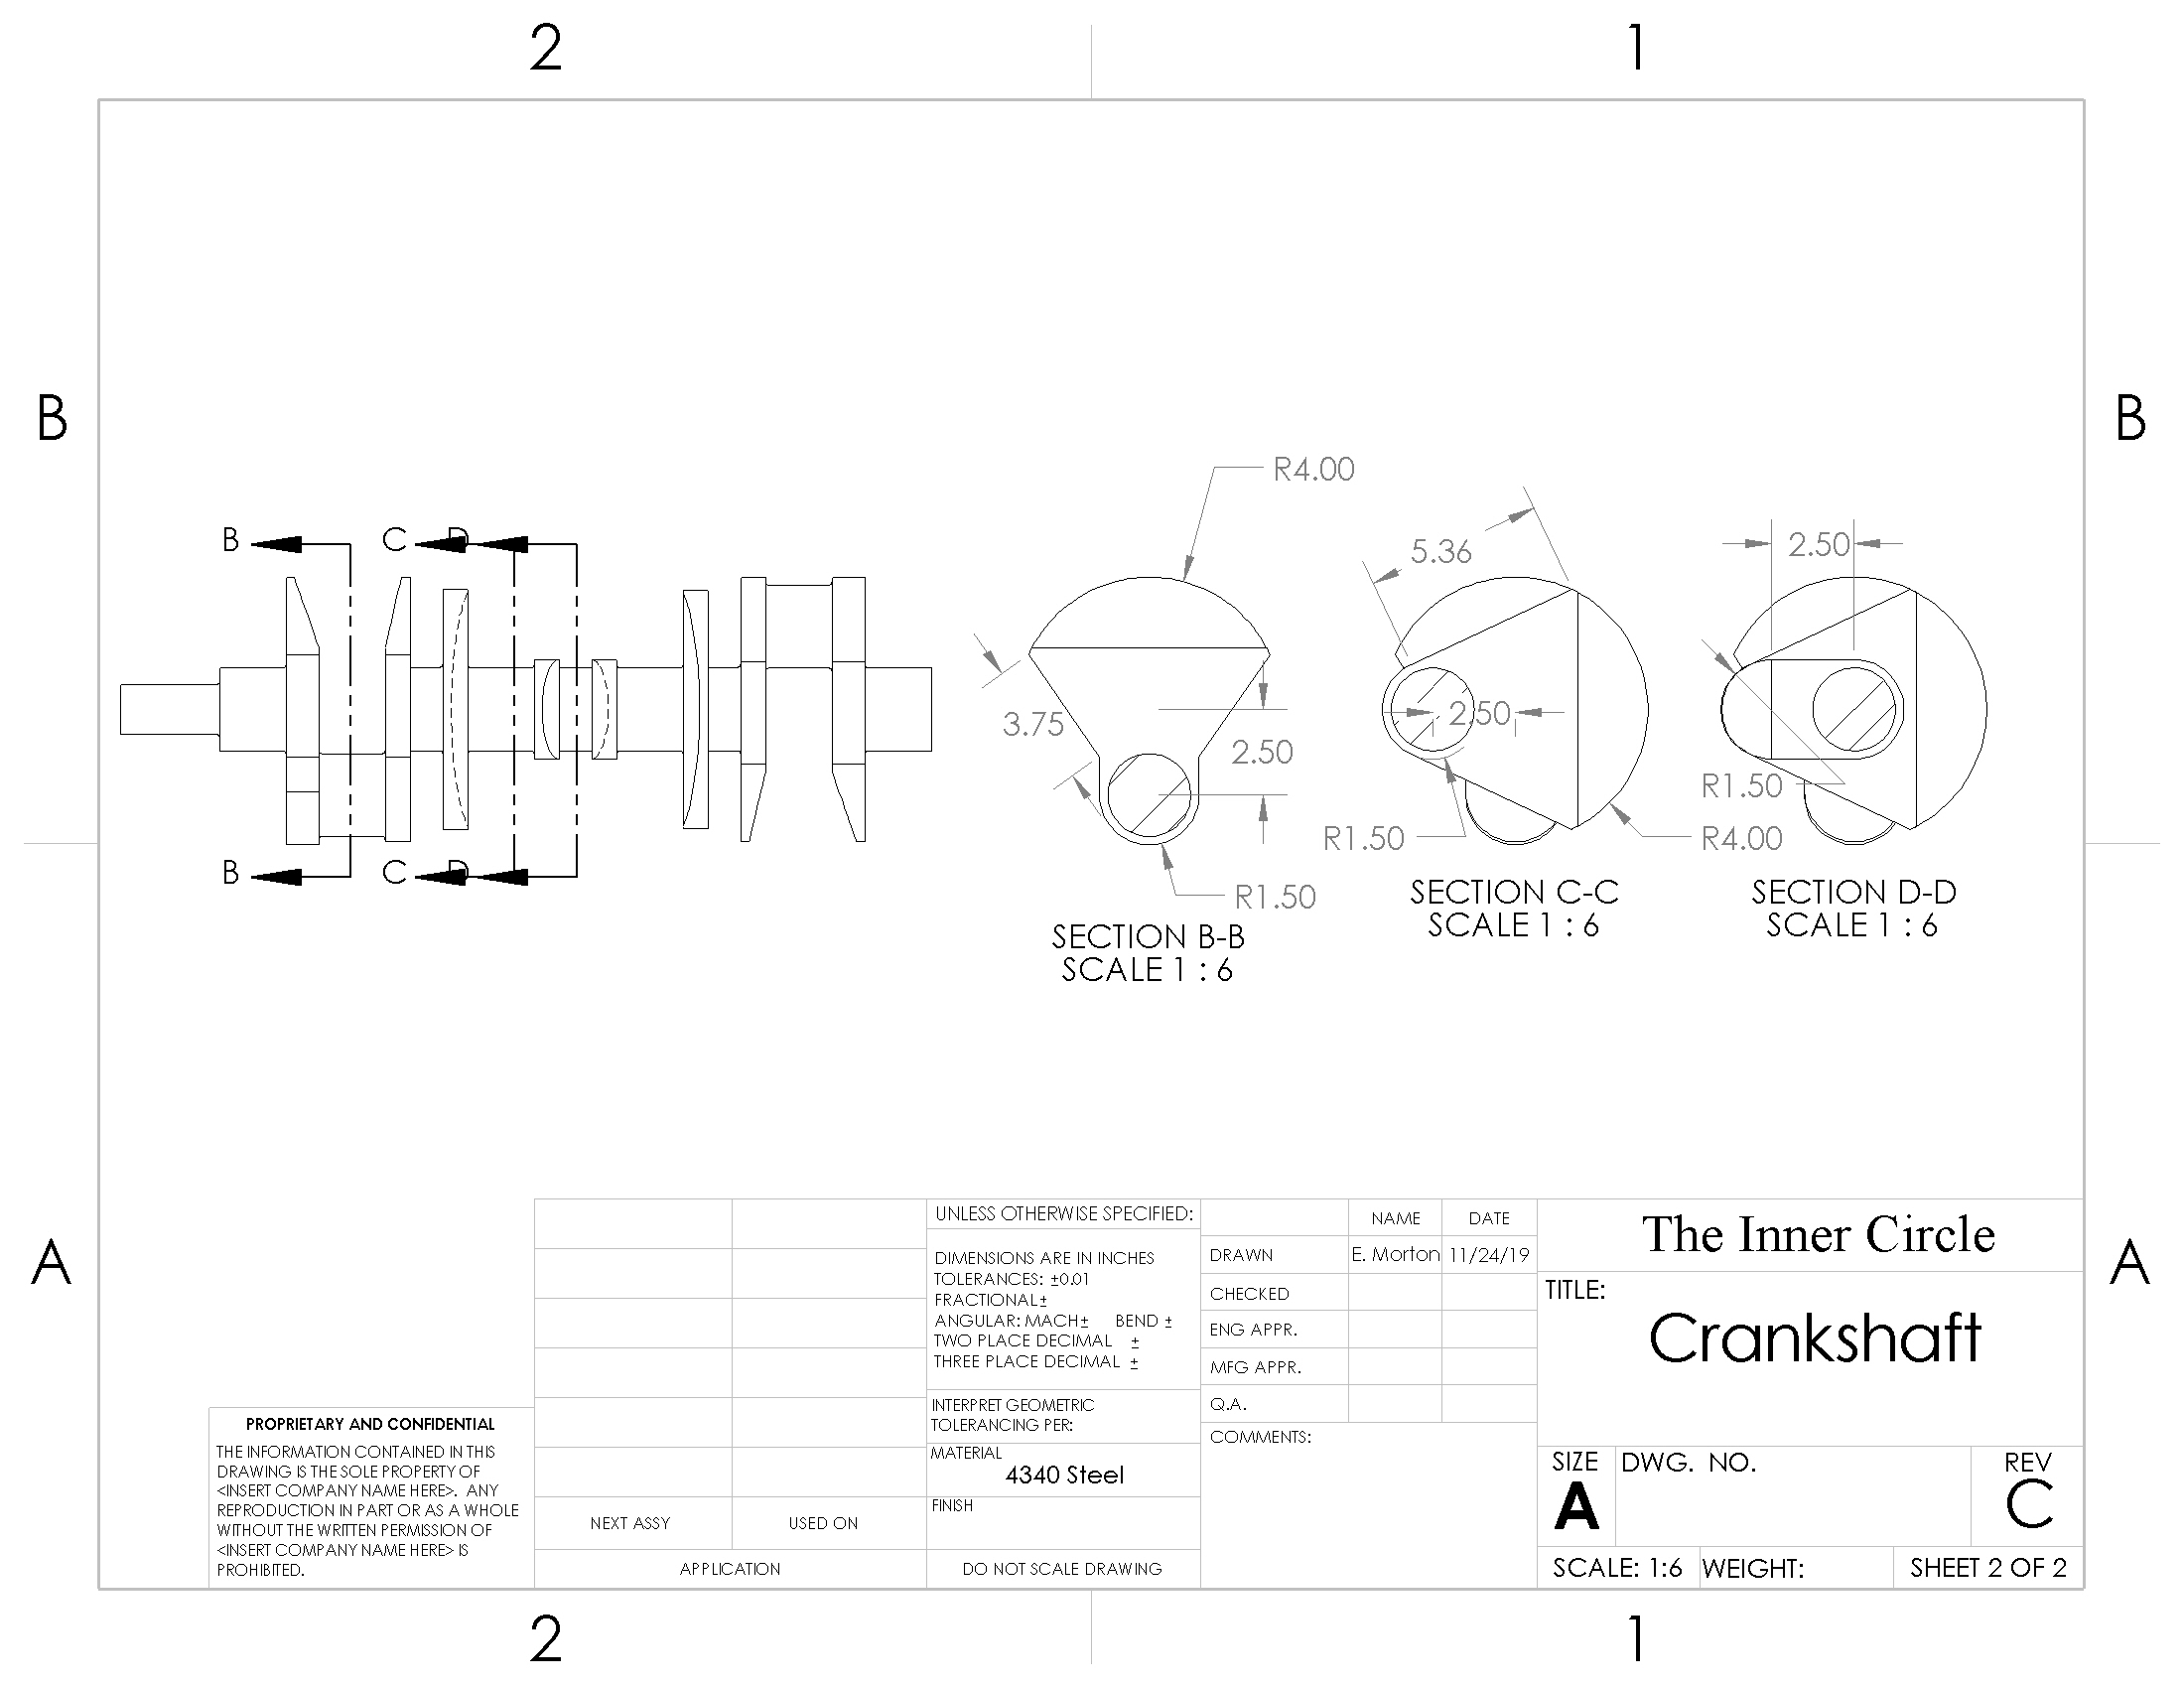 2
1
B
B
R4.00
5.36
2.50
B
C
D
3.75
2.50
2.50
R1.50
R1.50
R4.00
B
C
D
R1.50
SECTION B-B
SCALE 1 : 6
SECTION C-C
SCALE 1 : 6
SECTION D-D
SCALE 1 : 6
A
A
UNLESS OTHERWISE SPECIFIED:
DIMENSIONS ARE IN INCHES
TOLERANCES: ±0.01
FRACTIONAL ±
ANGULAR: MACH± BEND ±
TWO PLACE DECIMAL ±
THREE PLACE DECIMAL ±
INTERPRET GEOMETRIC
TOLERANCING PER:
MATERIAL
4340 Steel
FINISH
DO NOT SCALE DRAWING
NAME DATE
DRAWN E. Morton 11/24/19
CHECKED
ENG APPR.
MFG APPR.
Q.A.
COMMENTS:
The Inner Circle
TITLE:
Crankshaft
SIZE DWG. NO. REV
A C
SCALE: 1:6 WEIGHT: SHEET 2 OF 2
PROPRIETARY AND CONFIDENTIAL
THE INFORMATION CONTAINED IN THIS
DRAWING IS THE SOLE PROPERTY OF
<INSERT COMPANY NAME HERE>. ANY
REPRODUCTION IN PART OR AS A WHOLE
WITHOUT THE WRITTEN PERMISSION OF
<INSERT COMPANY NAME HERE> IS
PROHIBITED.
NEXT ASSY USED ON
APPLICATION
2
1